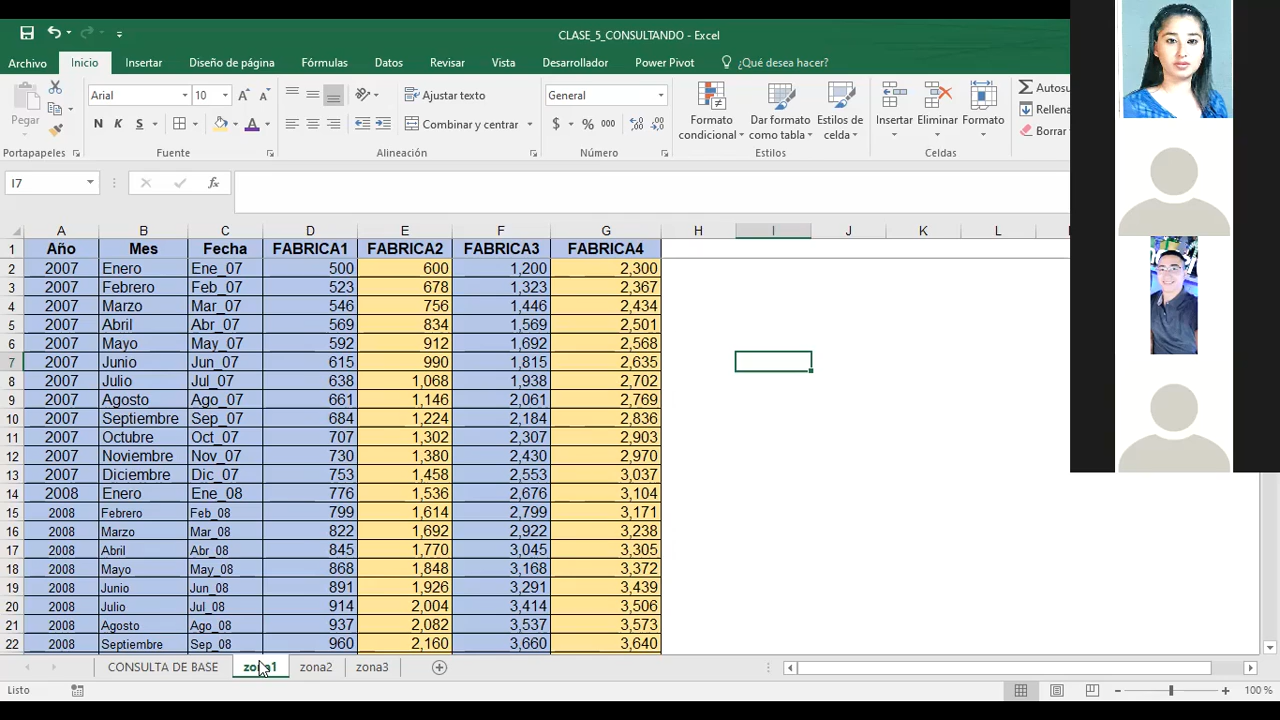 CLASE_5_CONSULTANDO - Excel
Archivo Inicio Insertar Diseño de página Fórmulas Datos Revisar Vista Desarrollador Power Pivot ¿Qué desea hacer?
Pegar
Arial 10
N K S
Ajustar texto
Combinar y centrar
General
$ % 000
Formato condicional
Dar formato como tabla
Estilos de celda
Insertar Eliminar Formato
Autosu
Rellena
Borrar
Portapapeles Fuente Alineación Número Estilos Celdas
I7 fx
A B C D E F G H I J K L
1 Año Mes Fecha FABRICA1 FABRICA2 FABRICA3 FABRICA4
2 2007 Enero Ene_07 500 600 1,200 2,300
3 2007 Febrero Feb_07 523 678 1,323 2,367
4 2007 Marzo Mar_07 546 756 1,446 2,434
5 2007 Abril Abr_07 569 834 1,569 2,501
6 2007 Mayo May_07 592 912 1,692 2,568
7 2007 Junio Jun_07 615 990 1,815 2,635
8 2007 Julio Jul_07 638 1,068 1,938 2,702
9 2007 Agosto Ago_07 661 1,146 2,061 2,769
10 2007 Septiembre Sep_07 684 1,224 2,184 2,836
11 2007 Octubre Oct_07 707 1,302 2,307 2,903
12 2007 Noviembre Nov_07 730 1,380 2,430 2,970
13 2007 Diciembre Dic_07 753 1,458 2,553 3,037
14 2008 Enero Ene_08 776 1,536 2,676 3,104
15 2008 Febrero Feb_08 799 1,614 2,799 3,171
16 2008 Marzo Mar_08 822 1,692 2,922 3,238
17 2008 Abril Abr_08 845 1,770 3,045 3,305
18 2008 Mayo May_08 868 1,848 3,168 3,372
19 2008 Junio Jun_08 891 1,926 3,291 3,439
20 2008 Julio Jul_08 914 2,004 3,414 3,506
21 2008 Agosto Ago_08 937 2,082 3,537 3,573
22 2008 Septiembre Sep_08 960 2,160 3,660 3,640
CONSULTA DE BASE zona1 zona2 zona3
Listo 100 %